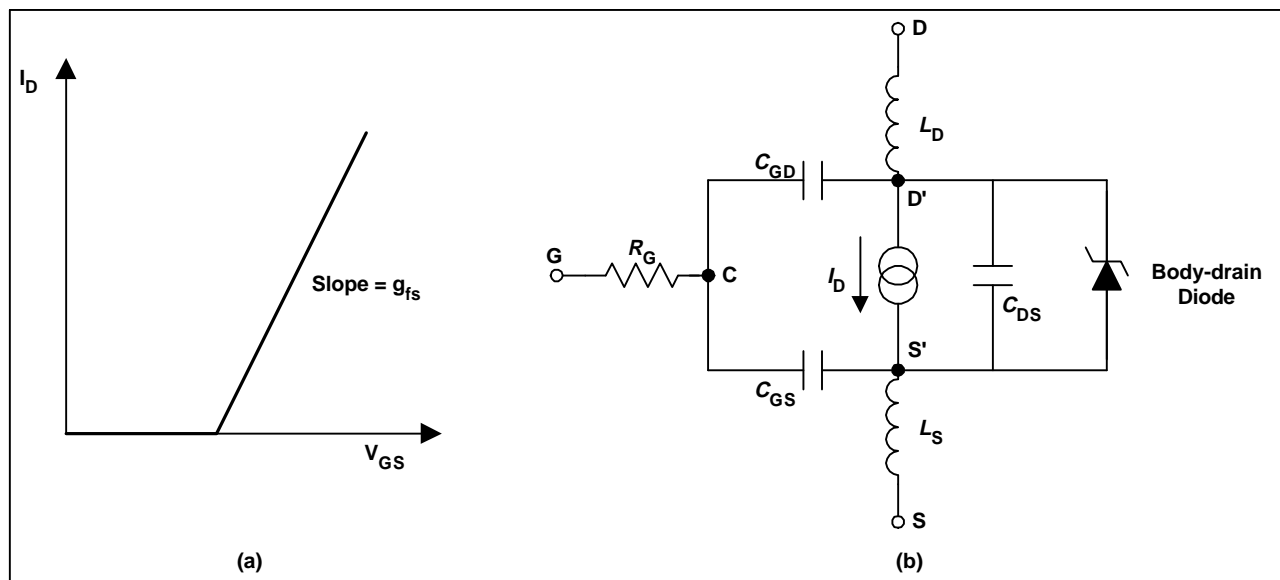 I_D
Slope = g_fs
V_GS
(a)
D
L_D
C_GD
D'
G
R_G
C
I_D
C_DS
Body-drain
Diode
S'
C_GS
L_S
S
(b)